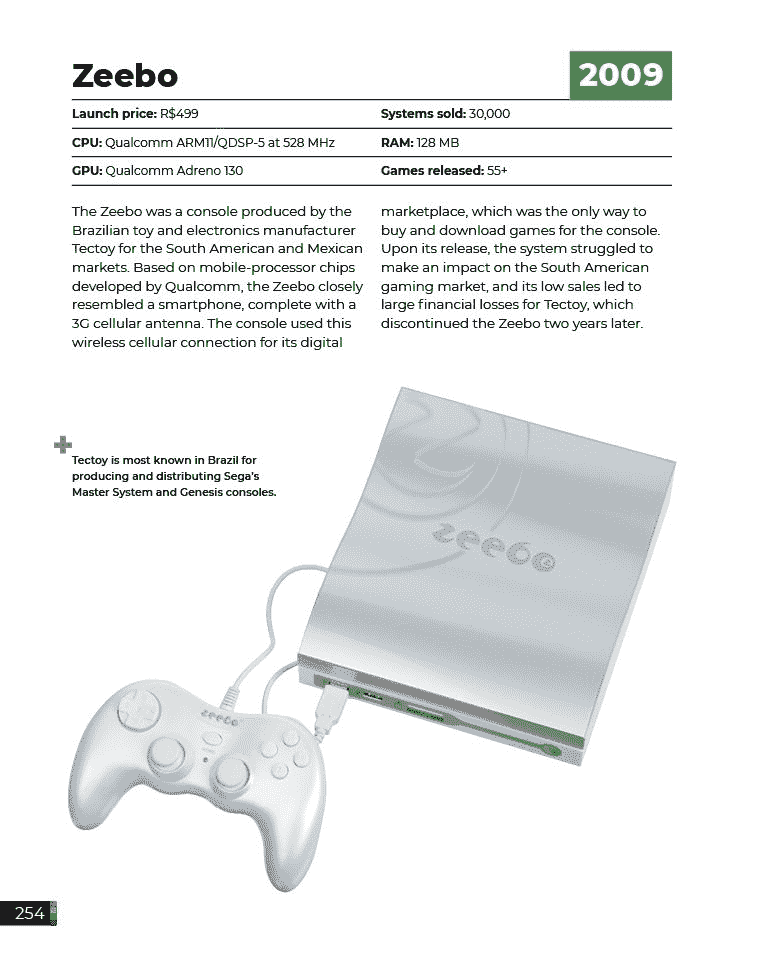 Zeebo
2009
Launch price: R$499
Systems sold: 30,000
CPU: Qualcomm ARM11/QDSP-5 at 528 MHz
RAM: 128 MB
GPU: Qualcomm Adreno 130
Games released: 55+
The Zeebo was a console produced by the
Brazilian toy and electronics manufacturer
Tectoy for the South American and Mexican
markets. Based on mobile-processor chips
developed by Qualcomm, the Zeebo closely
resembled a smartphone, complete with a
3G cellular antenna. The console used this
wireless cellular connection for its digital
marketplace, which was the only way to
buy and download games for the console.
Upon its release, the system struggled to
make an impact on the South American
gaming market, and its low sales led to
large financial losses for Tectoy, which
discontinued the Zeebo two years later.
Tectoy is most known in Brazil for
producing and distributing Sega's
Master System and Genesis consoles.
zeebo
zeebo
254